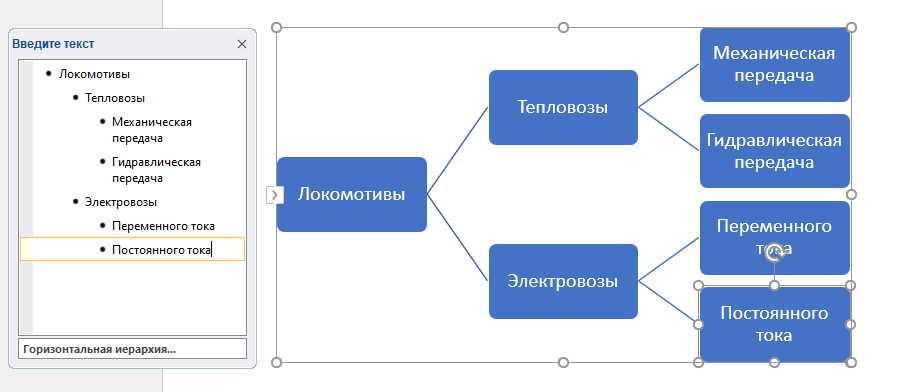 Введите текст
Локомотивы
Тепловозы
Механическая
передача
Гидравлическая
передача
Электровозы
Переменного тока
Постоянного тока
Горизонтальная иерархия...
Локомотивы
Тепловозы
Механическая
передача
Гидравлическая
передача
Электровозы
Переменного
тока
Постоянного
тока